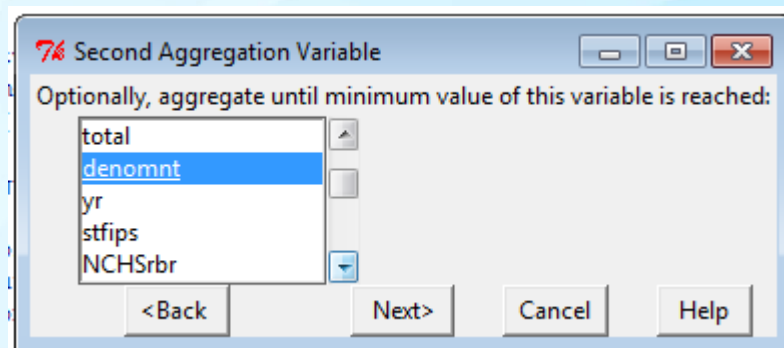 Second Aggregation Variable
Optionally, aggregate until minimum value of this variable is reached:
total
denomnt
yr
stfips
NCHSrbr
<Back Next> Cancel Help